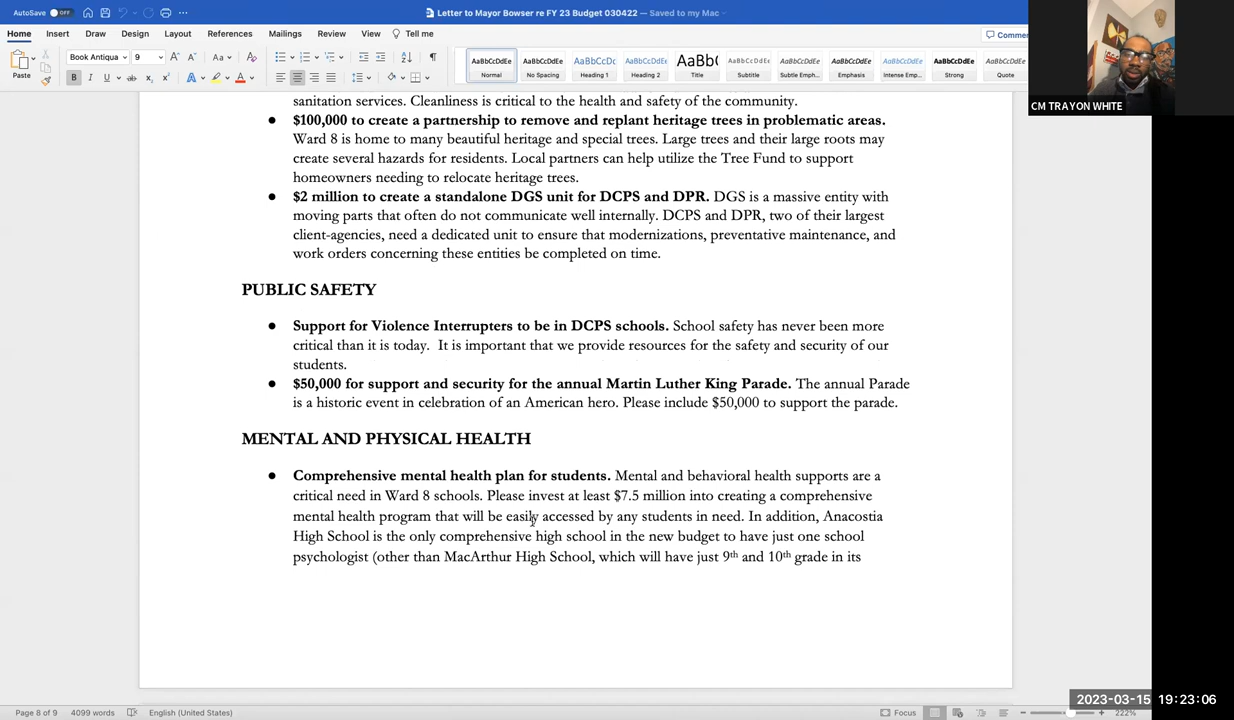 AutoSave OFF
Letter to Mayor Bowser re FY 23 Budget 030422 — Saved to my Mac
Home Insert Draw Design Layout References Mailings Review View Tell me
Paste
Book Antiqua 9
AaBbCcDdEe AaBbCcDdEe AaBbCcDc AaBbCcDdEe AaBbC AaBbCcDdEe AaBbCcDdEe AaBbCcDdEe AaBbCcDdEe AaBbCcDdEe AaBbCcDdEe
Normal No Spacing Heading 1 Heading 2 Title Subtitle Subtle Emph... Emphasis Intense Emp... Strong Quote
CM TRAYON WHITE
sanitation services. Cleanliness is critical to the health and safety of the community.
● $100,000 to create a partnership to remove and replant heritage trees in problematic areas.
Ward 8 is home to many beautiful heritage and special trees. Large trees and their large roots may
create several hazards for residents. Local partners can help utilize the Tree Fund to support
homeowners needing to relocate heritage trees.
● $2 million to create a standalone DGS unit for DCPS and DPR. DGS is a massive entity with
moving parts that often do not communicate well internally. DCPS and DPR, two of their largest
client-agencies, need a dedicated unit to ensure that modernizations, preventative maintenance, and
work orders concerning these entities be completed on time.
PUBLIC SAFETY
● Support for Violence Interrupters to be in DCPS schools. School safety has never been more
critical than it is today. It is important that we provide resources for the safety and security of our
students.
● $50,000 for support and security for the annual Martin Luther King Parade. The annual Parade
is a historic event in celebration of an American hero. Please include $50,000 to support the parade.
MENTAL AND PHYSICAL HEALTH
● Comprehensive mental health plan for students. Mental and behavioral health supports are a
critical need in Ward 8 schools. Please invest at least $7.5 million into creating a comprehensive
mental health program that will be easily accessed by any students in need. In addition, Anacostia
High School is the only comprehensive high school in the new budget to have just one school
psychologist (other than MacArthur High School, which will have just 9th and 10th grade in its
2023-03-15 19:23:06
Page 8 of 9 4099 words English (United States) Focus 222%